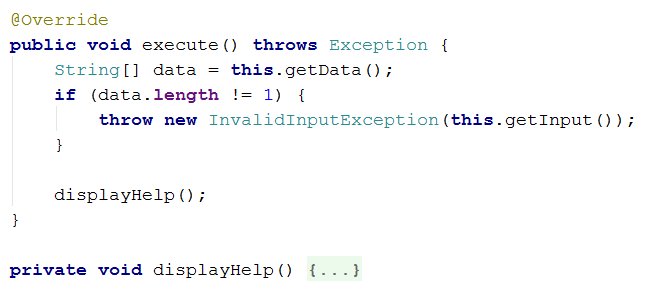 @Override
public void execute() throws Exception {
    String[] data = this.getData();
    if (data.length != 1) {
        throw new InvalidInputException(this.getInput());
    }
    displayHelp();
}
private void displayHelp() {...}